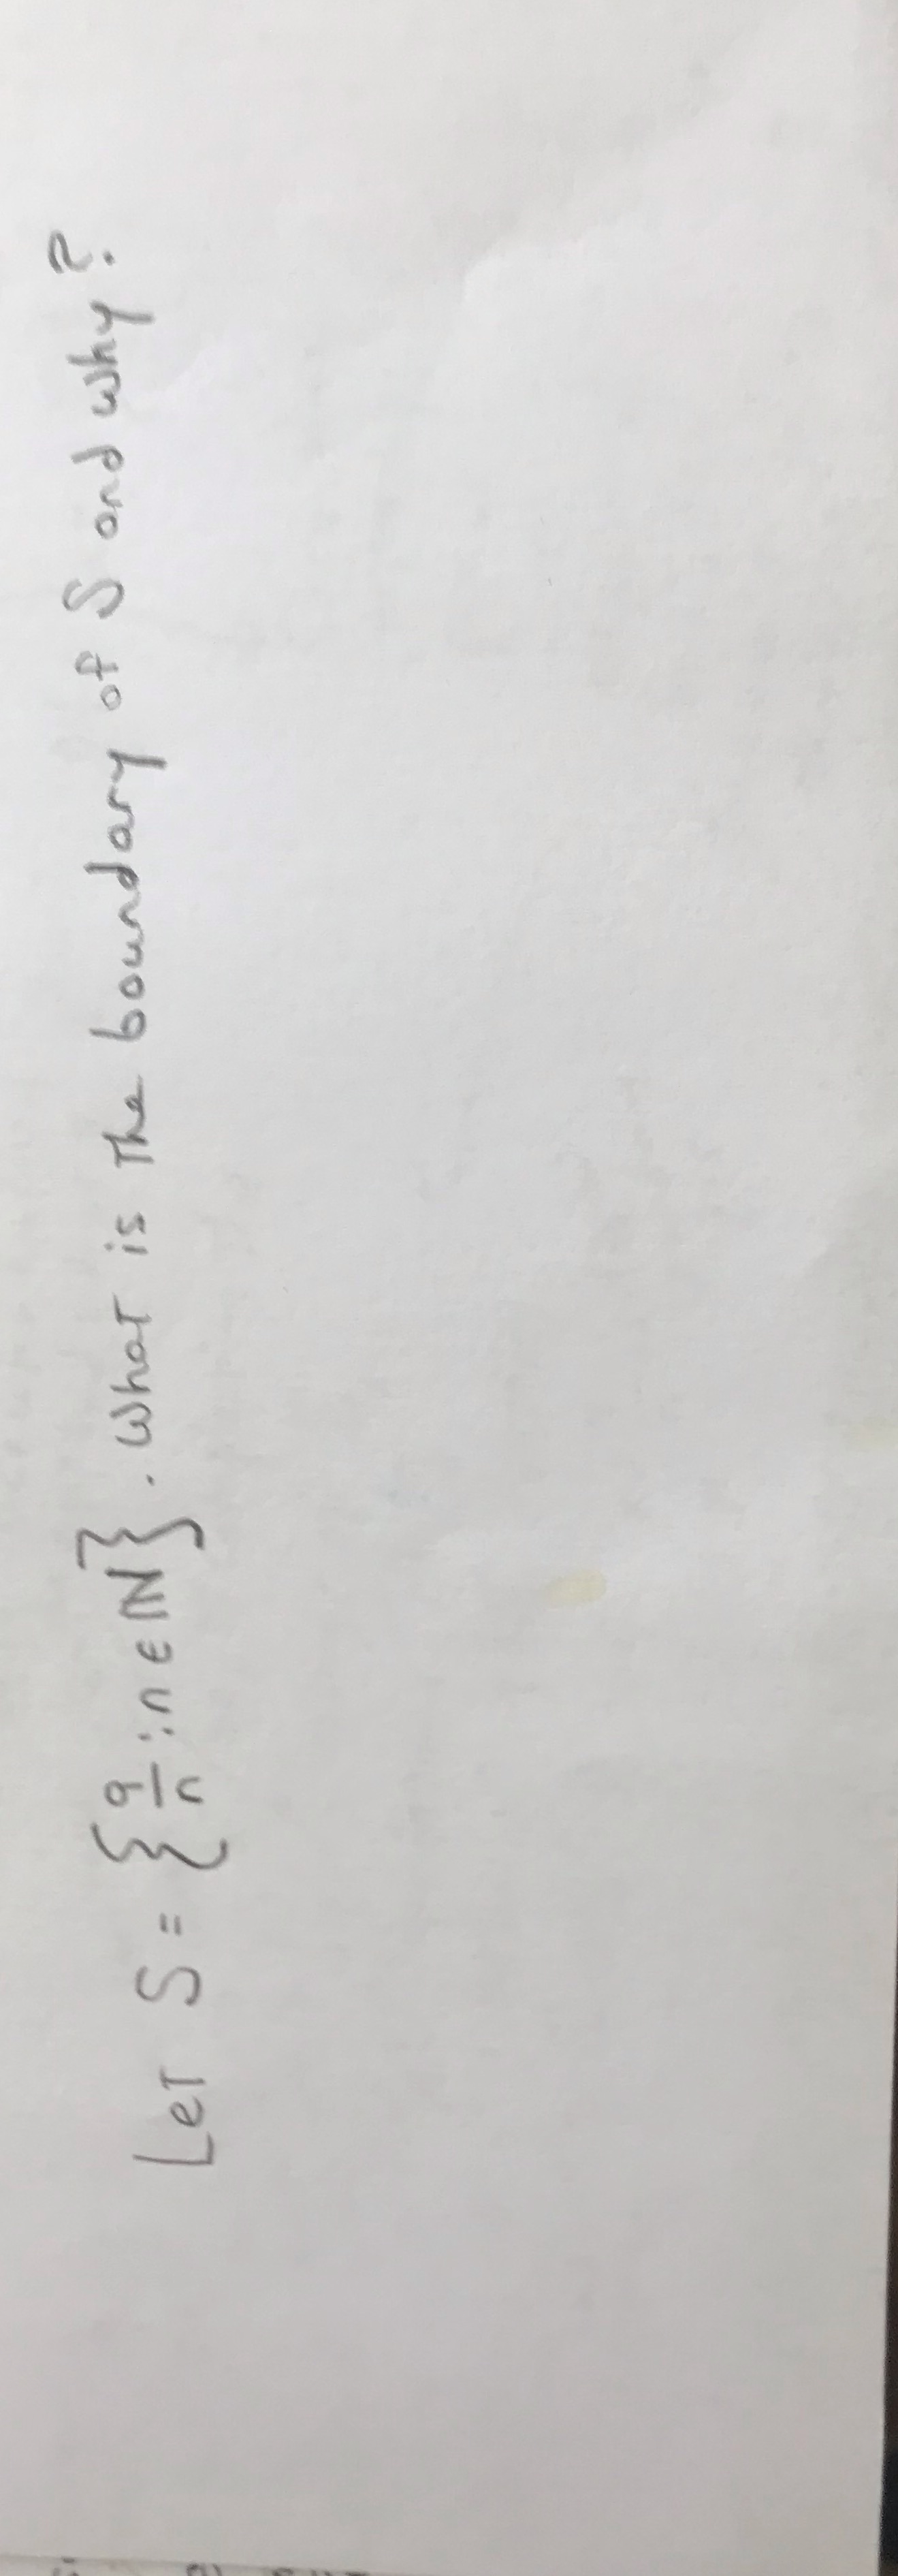 Let S = {9/n : n ∈ ℕ}. What is the boundary of S and why?